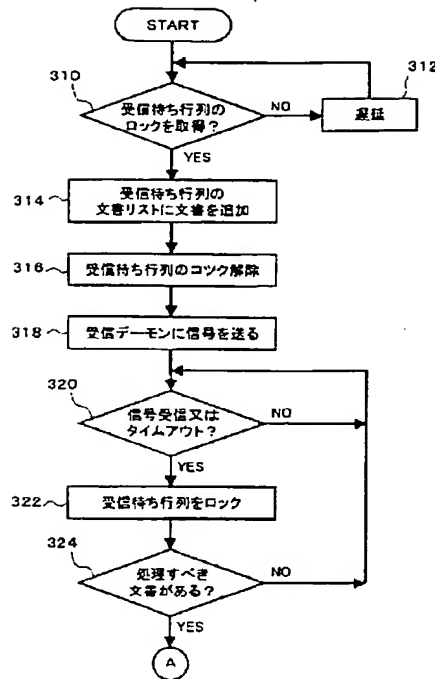 START
310
312
受信待ち行列の
ロックを取得?
NO
遅延
YES
314
受信待ち行列の
文書リストに文書を追加
316
受信待ち行列のコツク解除
318
受信デーモンに信号を送る
320
信号受信又は
タイムアウト?
NO
YES
322
受信待ち行列をロック
324
処理すべき
文書がある?
NO
YES
A